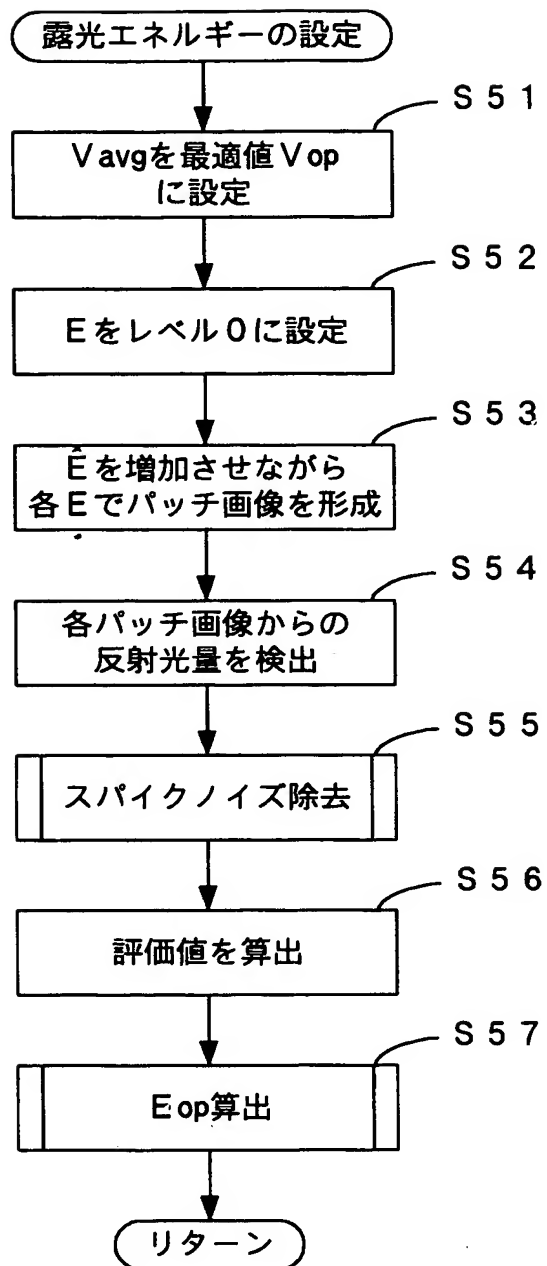 露光エネルギーの設定
S51
Vavgを最適値Vop
に設定
S52
Eをレベル0に設定
S53
Eを増加させながら
各Eでパッチ画像を形成
S54
各パッチ画像からの
反射光量を検出
S55
スパイクノイズ除去
S56
評価値を算出
S57
Eop算出
リターン